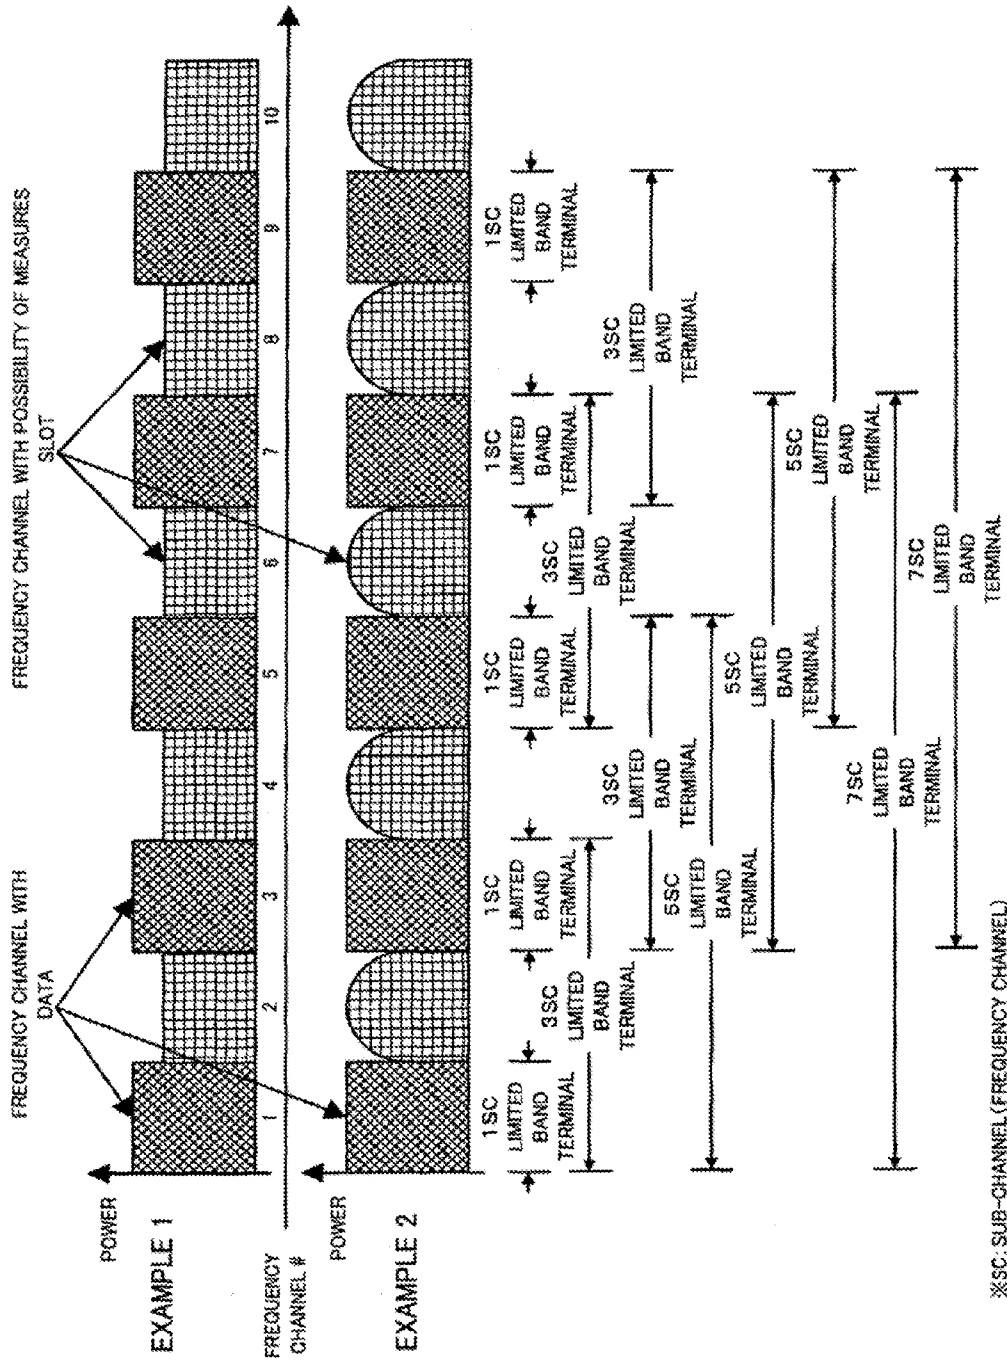 FREQUENCY CHANNEL WITH
DATA
FREQUENCY CHANNEL WITH POSSIBILITY OF MEASURES
SLOT
POWER
EXAMPLE 1
FREQUENCY
CHANNEL #
1
2
3
4
5
6
7
8
9
10
POWER
EXAMPLE 2
1SC
LIMITED
BAND
TERMINAL
1SC
LIMITED
BAND
TERMINAL
1SC
LIMITED
BAND
TERMINAL
1SC
LIMITED
BAND
TERMINAL
1SC
LIMITED
BAND
TERMINAL
3SC
LIMITED
BAND
TERMINAL
3SC
LIMITED
BAND
TERMINAL
3SC
LIMITED
BAND
TERMINAL
3SC
LIMITED
BAND
TERMINAL
5SC
LIMITED
BAND
TERMINAL
5SC
LIMITED
BAND
TERMINAL
5SC
LIMITED
BAND
TERMINAL
7SC
LIMITED
BAND
TERMINAL
7SC
LIMITED
BAND
TERMINAL
※SC: SUB-CHANNEL(FREQUENCY CHANNEL)